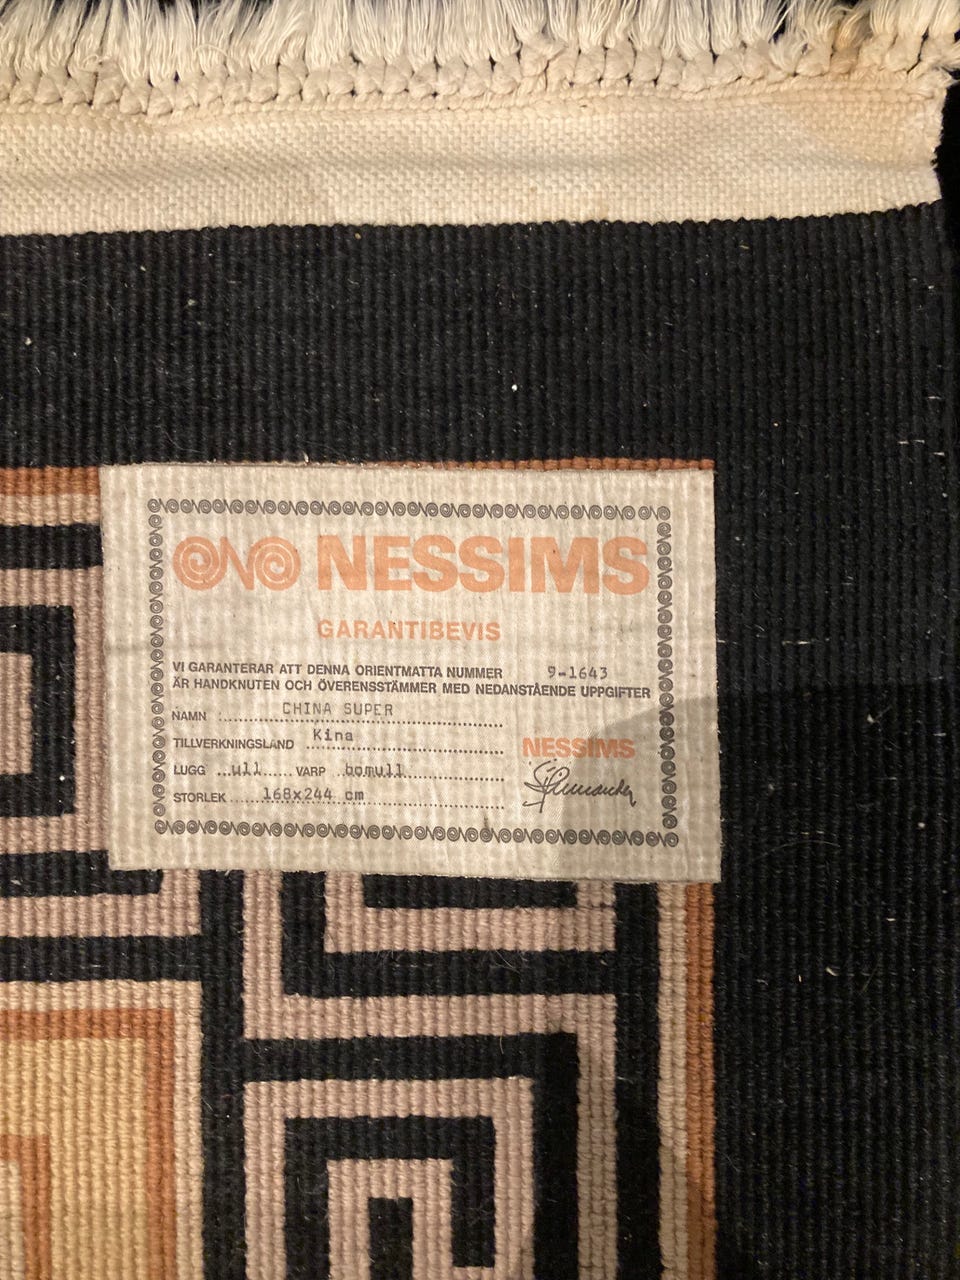 NESSIMS
GARANTIBEVIS
VI GARANTERAR ATT DENNA ORIENTMATTA NUMMER 9-1643
ÄR HANDKNUTEN OCH ÖVERENSSTÄMMER MED NEDANSTÅENDE UPPGIFTER
NAMN CHINA SUPER
TILLVERKNINGSLAND Kina
NESSIMS
LUGG ull VARP bomull
STORLEK 168x244 cm